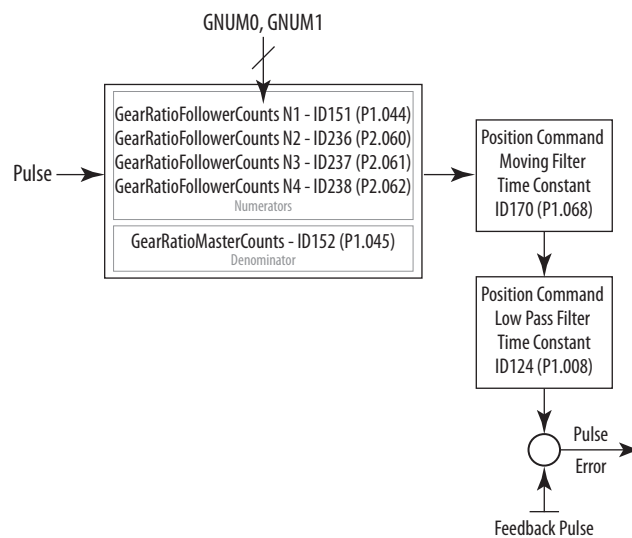 GNUM0, GNUM1
GearRatioFollowerCounts N1 - ID151 (P1.044)
GearRatioFollowerCounts N2 - ID236 (P2.060)
GearRatioFollowerCounts N3 - ID237 (P2.061)
GearRatioFollowerCounts N4 - ID238 (P2.062)
Numerators
Pulse
GearRatioMasterCounts - ID152 (P1.045)
Denominator
Position Command
Moving Filter
Time Constant
ID170 (P1.068)
Position Command
Low Pass Filter
Time Constant
ID124 (P1.008)
Pulse
Error
Feedback Pulse